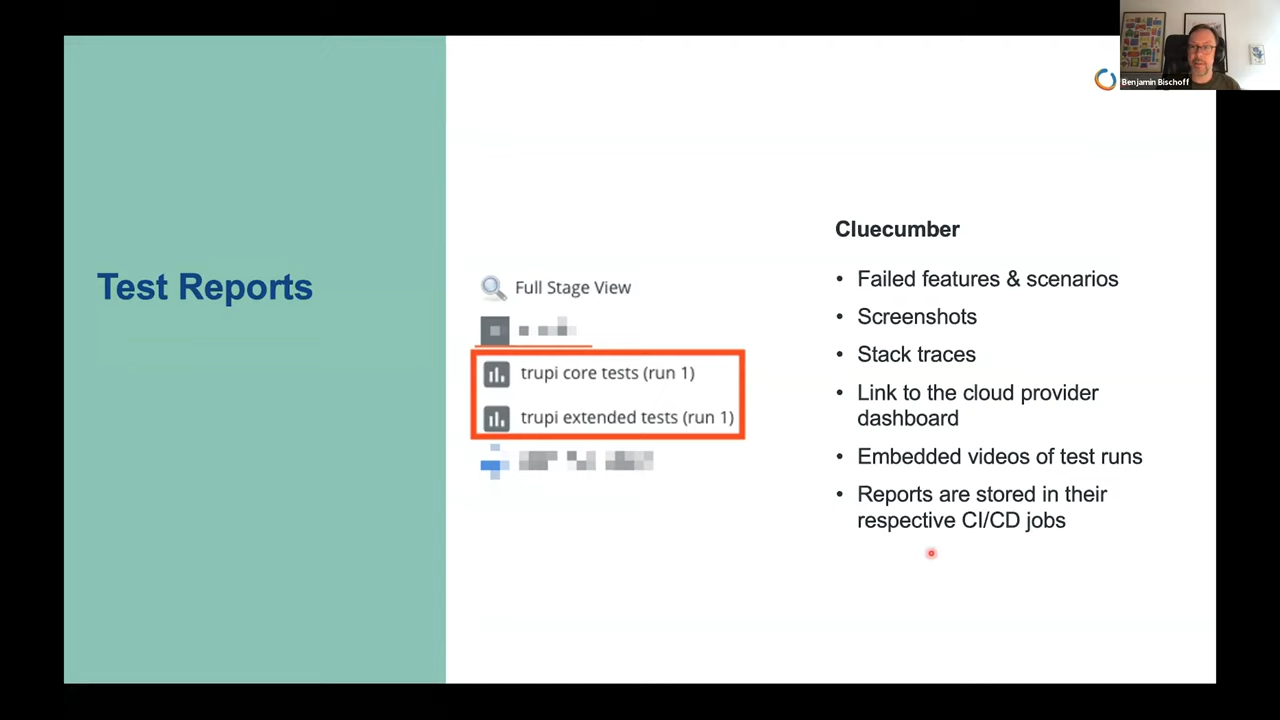 Benjamin Bischoff
Test Reports
Full Stage View
trupi core tests (run 1)
trupi extended tests (run 1)
Cluecumber
• Failed features & scenarios
• Screenshots
• Stack traces
• Link to the cloud provider
dashboard
• Embedded videos of test runs
• Reports are stored in their
respective CI/CD jobs